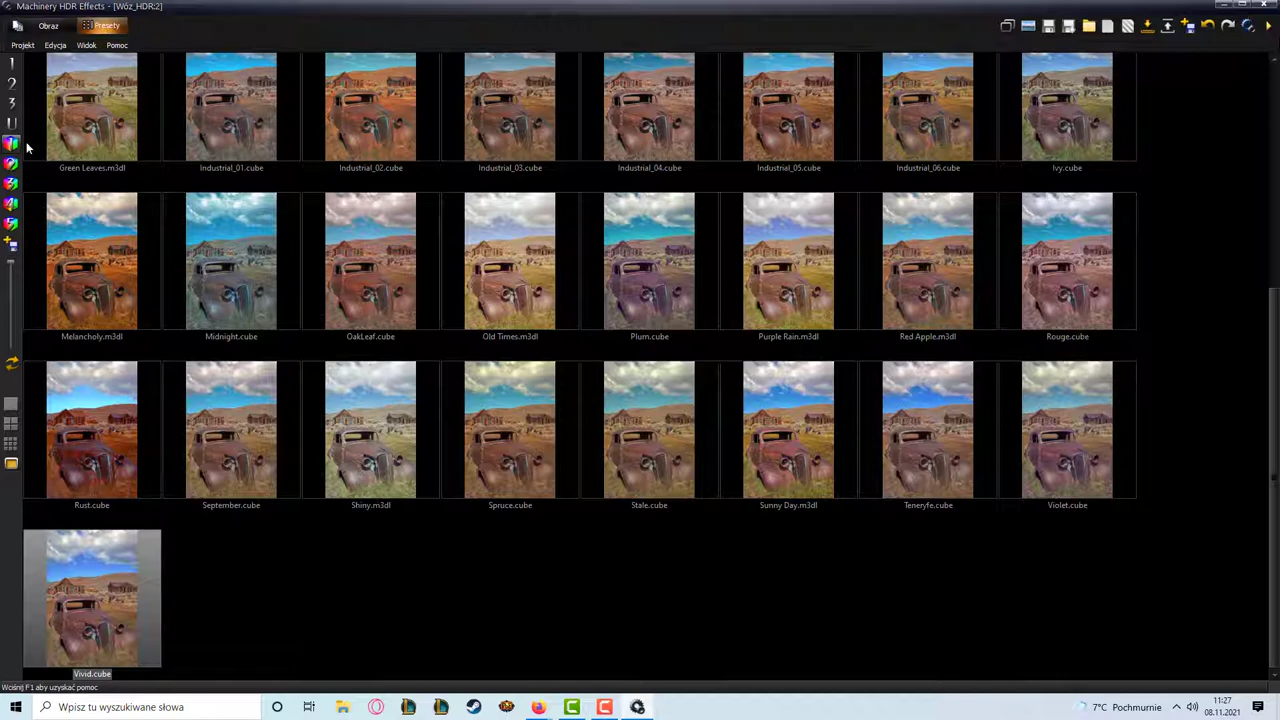 Machinery HDR Effects - [Wóz_HDR:2]
Obraz Presety
Projekt Edycja Widok Pomoc
1
2
3
U
Green Leaves.m3dl Industrial_01.cube Industrial_02.cube Industrial_03.cube Industrial_04.cube Industrial_05.cube Industrial_06.cube Ivy.cube
Melancholy.m3dl Midnight.cube OakLeaf.cube Old Times.m3dl Plum.cube Purple Rain.m3dl Red Apple.m3dl Rouge.cube
Rust.cube September.cube Shiny.m3dl Spruce.cube Stale.cube Sunny Day.m3dl Teneryfe.cube Violet.cube
Vivid.cube
Wciśnij F1 aby uzyskać pomoc
Wpisz tu wyszukiwane słowa
7°C Pochmurnie
11:27
08.11.2021